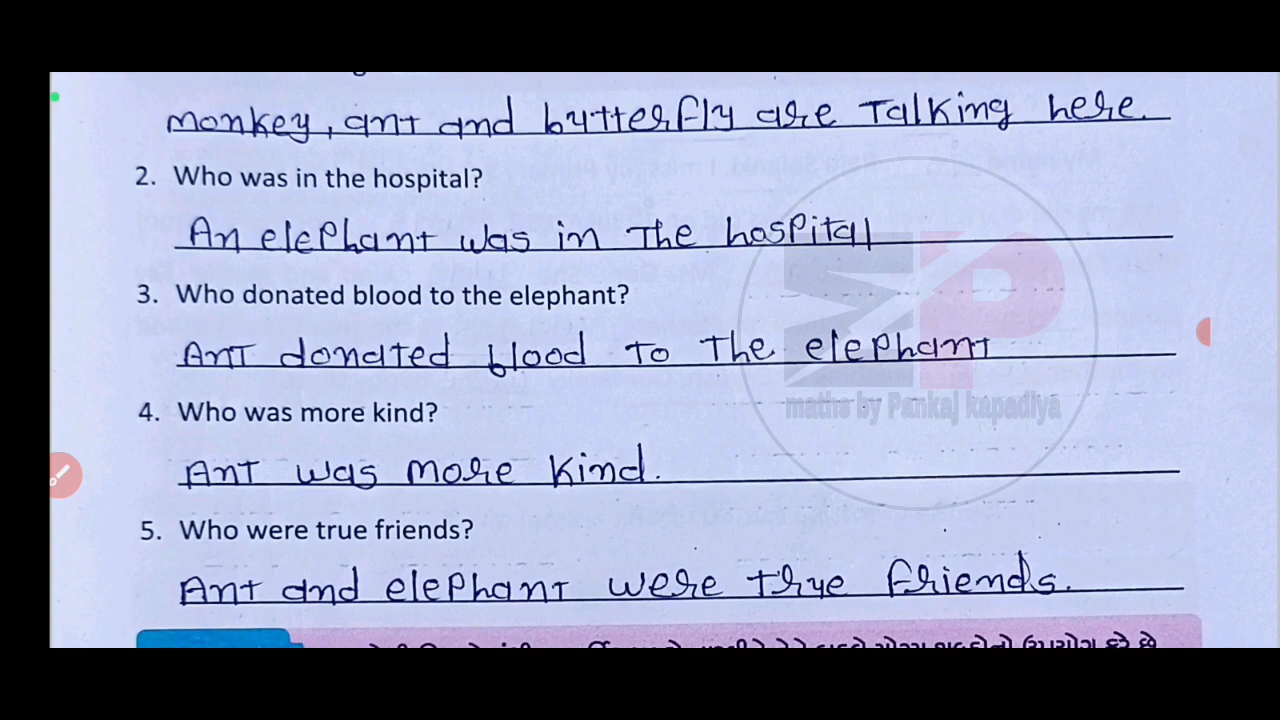 monkey, ant and butterfly are Talking here.
2. Who was in the hospital?
An elephant was in The hospital
3. Who donated blood to the elephant?
Ant donated blood To The elephant
maths by Pankaj kapadiya
4. Who was more kind?
Ant was more kind.
5. Who were true friends?
Ant and elephant were true friends.
ઉપયોગ કરે છે